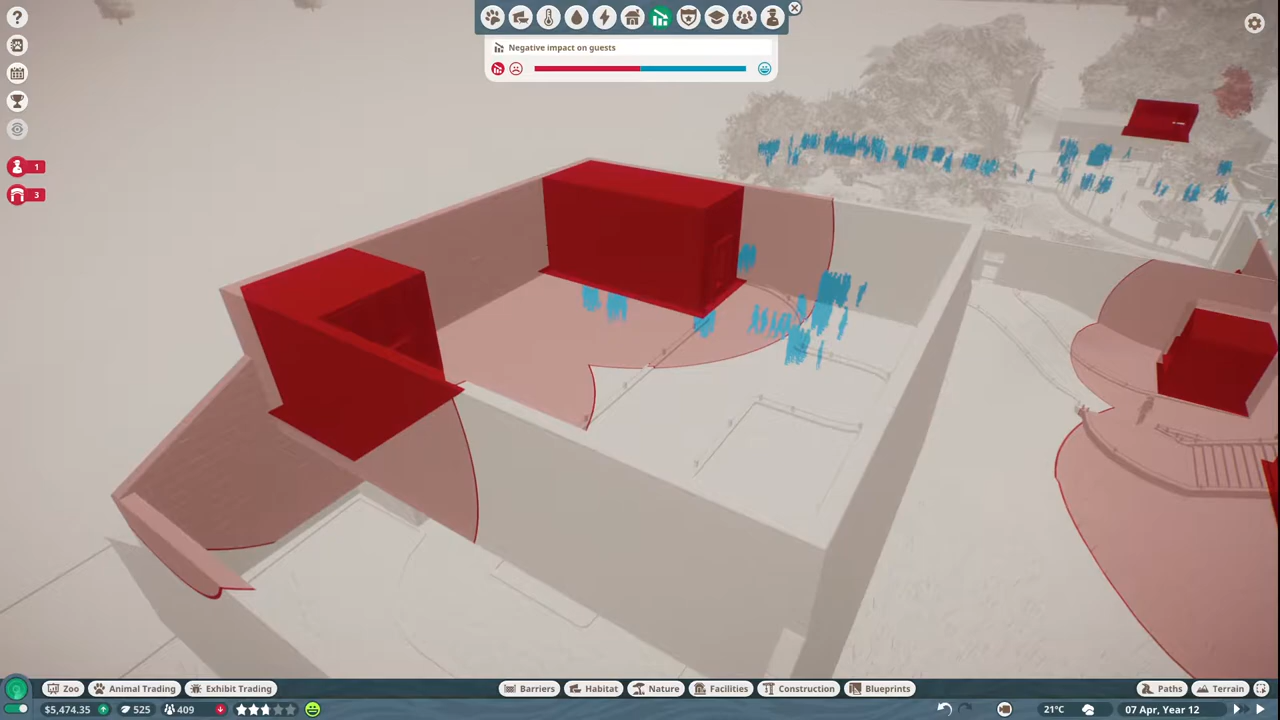 Negative impact on guests
1
3
Zoo
Animal Trading
Exhibit Trading
Barriers
Habitat
Nature
Facilities
Construction
Blueprints
Paths
Terrain
$5,474.35
525
409
21°C
07 Apr, Year 12